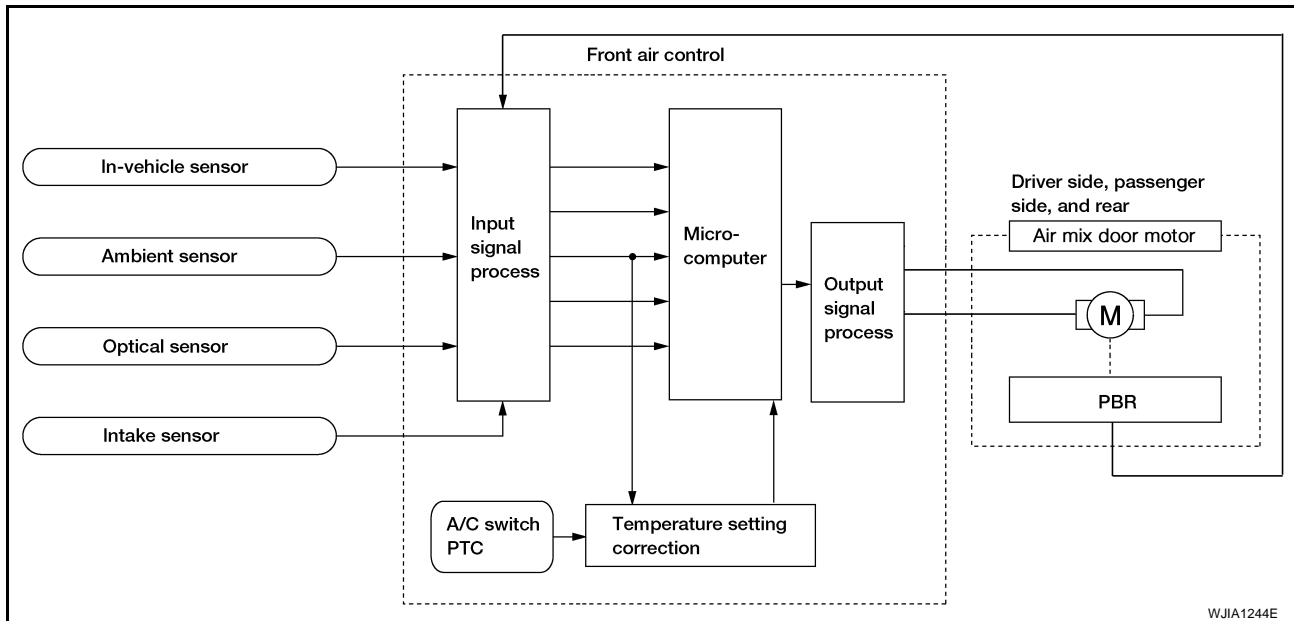 Front air control
In-vehicle sensor
Ambient sensor
Optical sensor
Intake sensor
Input
signal
process
Micro-
computer
Output
signal
process
Driver side, passenger
side, and rear
Air mix door motor
M
PBR
A/C switch
PTC
Temperature setting
correction
WJIA1244E